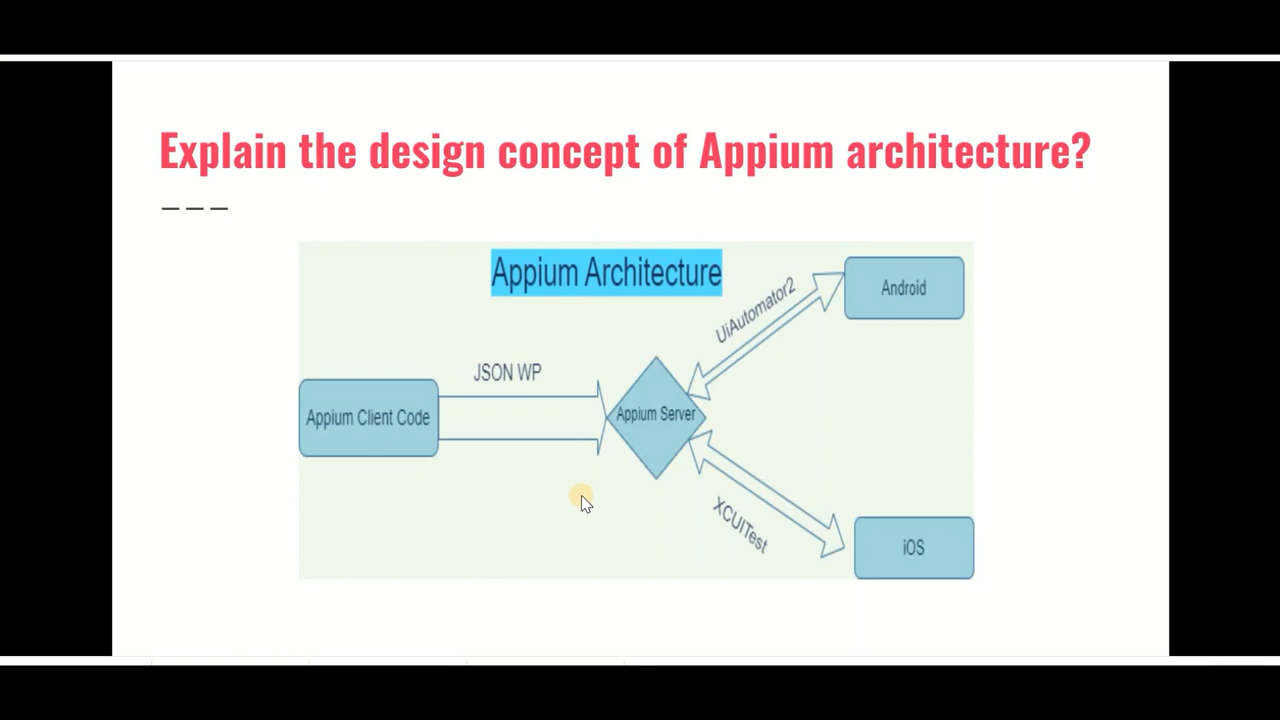 Explain the design concept of Appium architecture?
Appium Architecture
UiAutomator2
Android
JSON WP
Appium Client Code
Appium Server
XCUITest
iOS